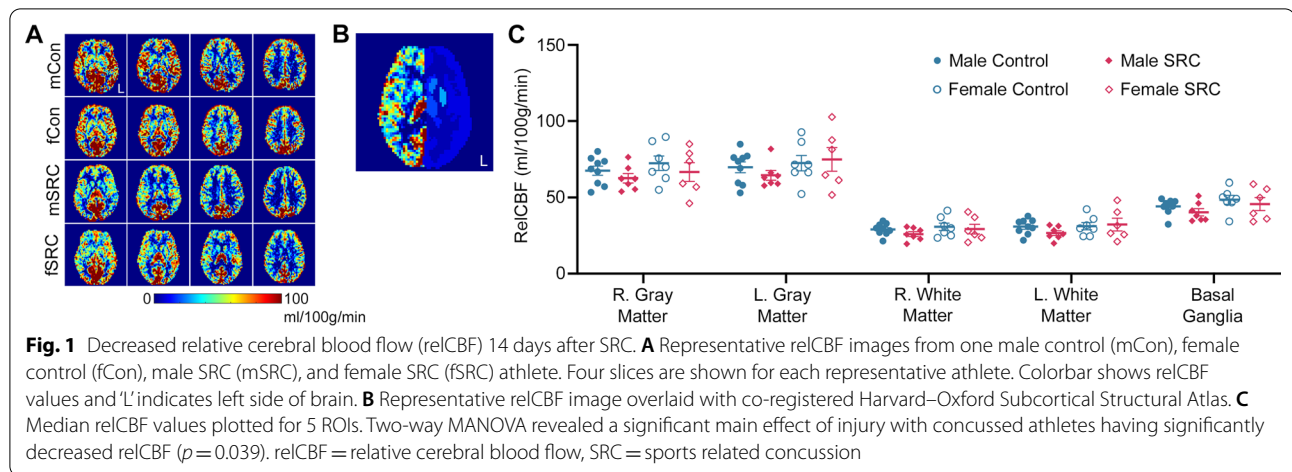 A
mCon
L
fCon
mSRC
fSRC
0
100
ml/100g/min
B
L
C
RelCBF (ml/100g/min)
150
100
50
0
Male Control
Male SRC
Female Control
Female SRC
R. Gray
Matter
L. Gray
Matter
R. White
Matter
L. White
Matter
Basal
Ganglia
Fig. 1 Decreased relative cerebral blood flow (relCBF) 14 days after SRC. A Representative relCBF images from one male control (mCon), female
control (fCon), male SRC (mSRC), and female SRC (fSRC) athlete. Four slices are shown for each representative athlete. Colorbar shows relCBF
values and ‘L’ indicates left side of brain. B Representative relCBF image overlaid with co-registered Harvard–Oxford Subcortical Structural Atlas. C
Median relCBF values plotted for 5 ROIs. Two-way MANOVA revealed a significant main effect of injury with concussed athletes having significantly
decreased relCBF (p = 0.039). relCBF = relative cerebral blood flow, SRC = sports related concussion